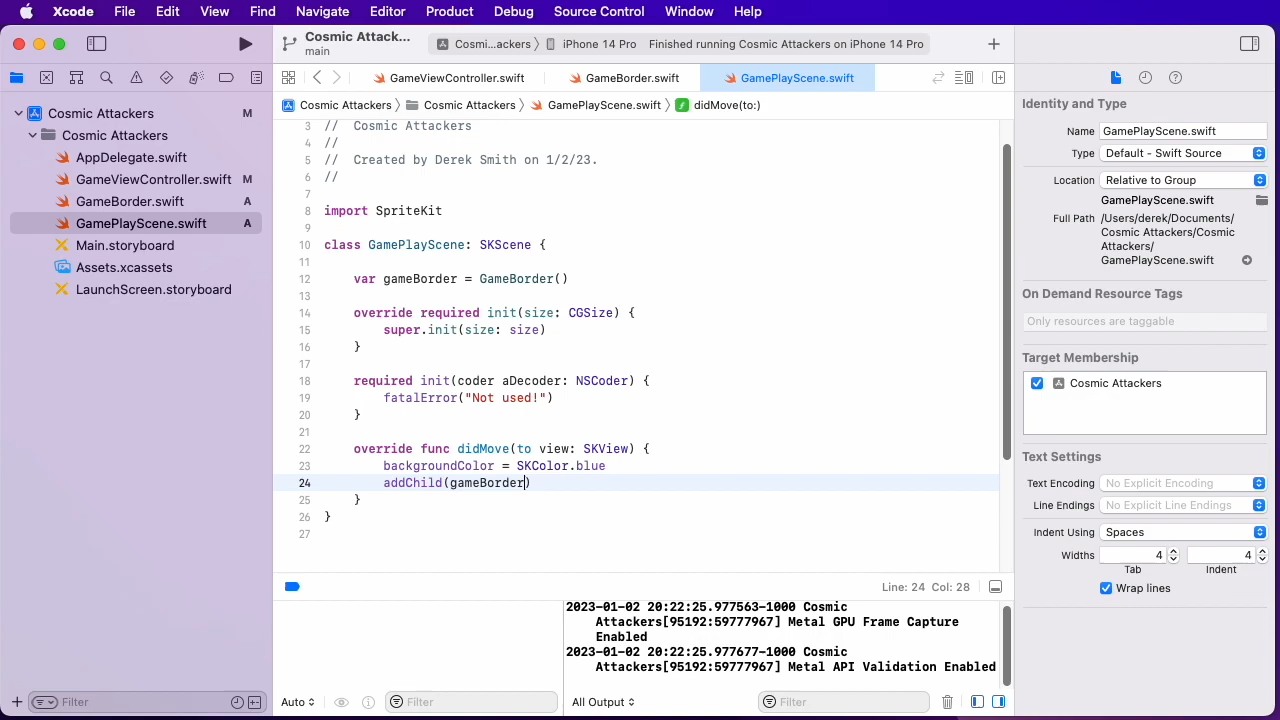 Xcode File Edit View Find Navigate Editor Product Debug Source Control Window Help
Cosmic Attack...
main
Cosmi...ackers
iPhone 14 Pro
Finished running Cosmic Attackers on iPhone 14 Pro
GameViewController.swift
GameBorder.swift
GamePlayScene.swift
Cosmic Attackers
Cosmic Attackers
GamePlayScene.swift
didMove(to:)
Cosmic Attackers M
Cosmic Attackers
AppDelegate.swift
GameViewController.swift M
GameBorder.swift A
GamePlayScene.swift A
Main.storyboard
Assets.xcassets
LaunchScreen.storyboard
Filter
3 //  Cosmic Attackers
4 //
5 //  Created by Derek Smith on 1/2/23.
6 //
7
8 import SpriteKit
9
10 class GamePlayScene: SKScene {
11
12     var gameBorder = GameBorder()
13
14     override required init(size: CGSize) {
15         super.init(size: size)
16     }
17
18     required init(coder aDecoder: NSCoder) {
19         fatalError("Not used!")
20     }
21
22     override func didMove(to view: SKView) {
23         backgroundColor = SKColor.blue
24         addChild(gameBorder)
25     }
26 }
27
Line: 24 Col: 28
2023-01-02 20:22:25.977563-1000 Cosmic
Attackers[95192:59777967] Metal GPU Frame Capture
Enabled
2023-01-02 20:22:25.977677-1000 Cosmic
Attackers[95192:59777967] Metal API Validation Enabled
Auto
Filter
All Output
Filter
Identity and Type
Name GamePlayScene.swift
Type Default - Swift Source
Location Relative to Group
GamePlayScene.swift
Full Path /Users/derek/Documents/
Cosmic Attackers/Cosmic
Attackers/
GamePlayScene.swift
On Demand Resource Tags
Only resources are taggable
Target Membership
Cosmic Attackers
Text Settings
Text Encoding No Explicit Encoding
Line Endings No Explicit Line Endings
Indent Using Spaces
Widths 4 4
Tab Indent
Wrap lines